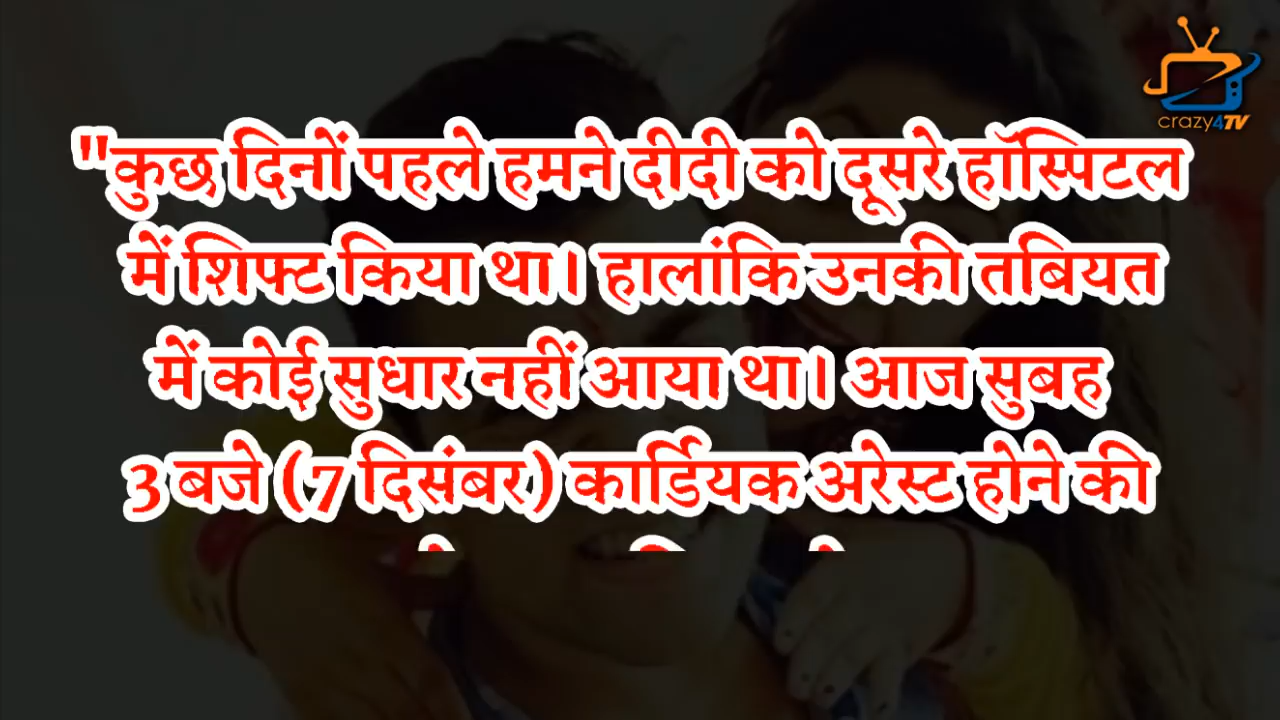 crazy4TV
"कुछ दिनों पहले हमने दीदी को दूसरे हॉस्पिटल
में शिफ्ट किया था। हालांकि उनकी तबियत
में कोई सुधार नहीं आया था। आज सुबह
3 बजे (7 दिसंबर) कार्डियक अरेस्ट होने की